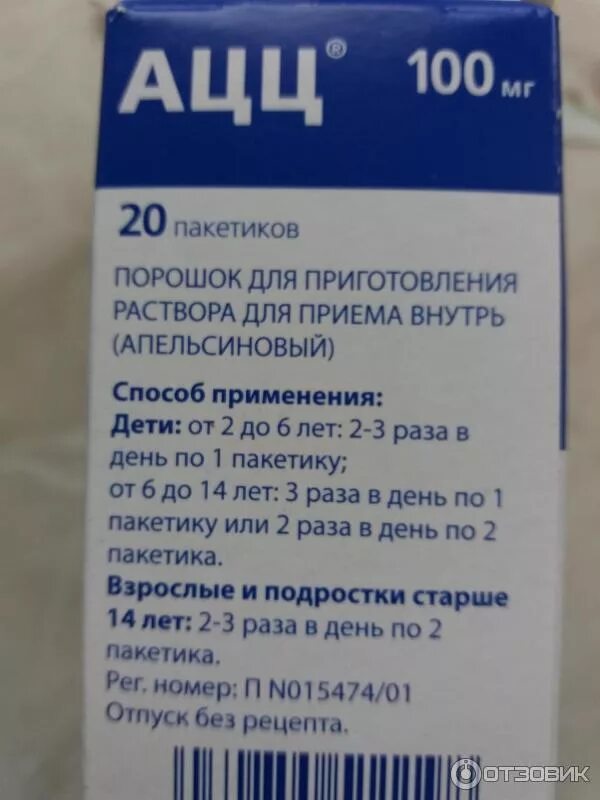 АЦЦ® 100 мг
20 пакетиков
ПОРОШОК ДЛЯ ПРИГОТОВЛЕНИЯ
РАСТВОРА ДЛЯ ПРИЕМА ВНУТРЬ
(АПЕЛЬСИНОВЫЙ)
Способ применения:
Дети: от 2 до 6 лет: 2-3 раза в
день по 1 пакетику;
от 6 до 14 лет: 3 раза в день по 1
пакетику или 2 раза в день по 2
пакетика.
Взрослые и подростки старше
14 лет: 2-3 раза в день по 2
пакетика.
Рег. номер: П N015474/01
Отпуск без рецепта.
ОТЗОВИК